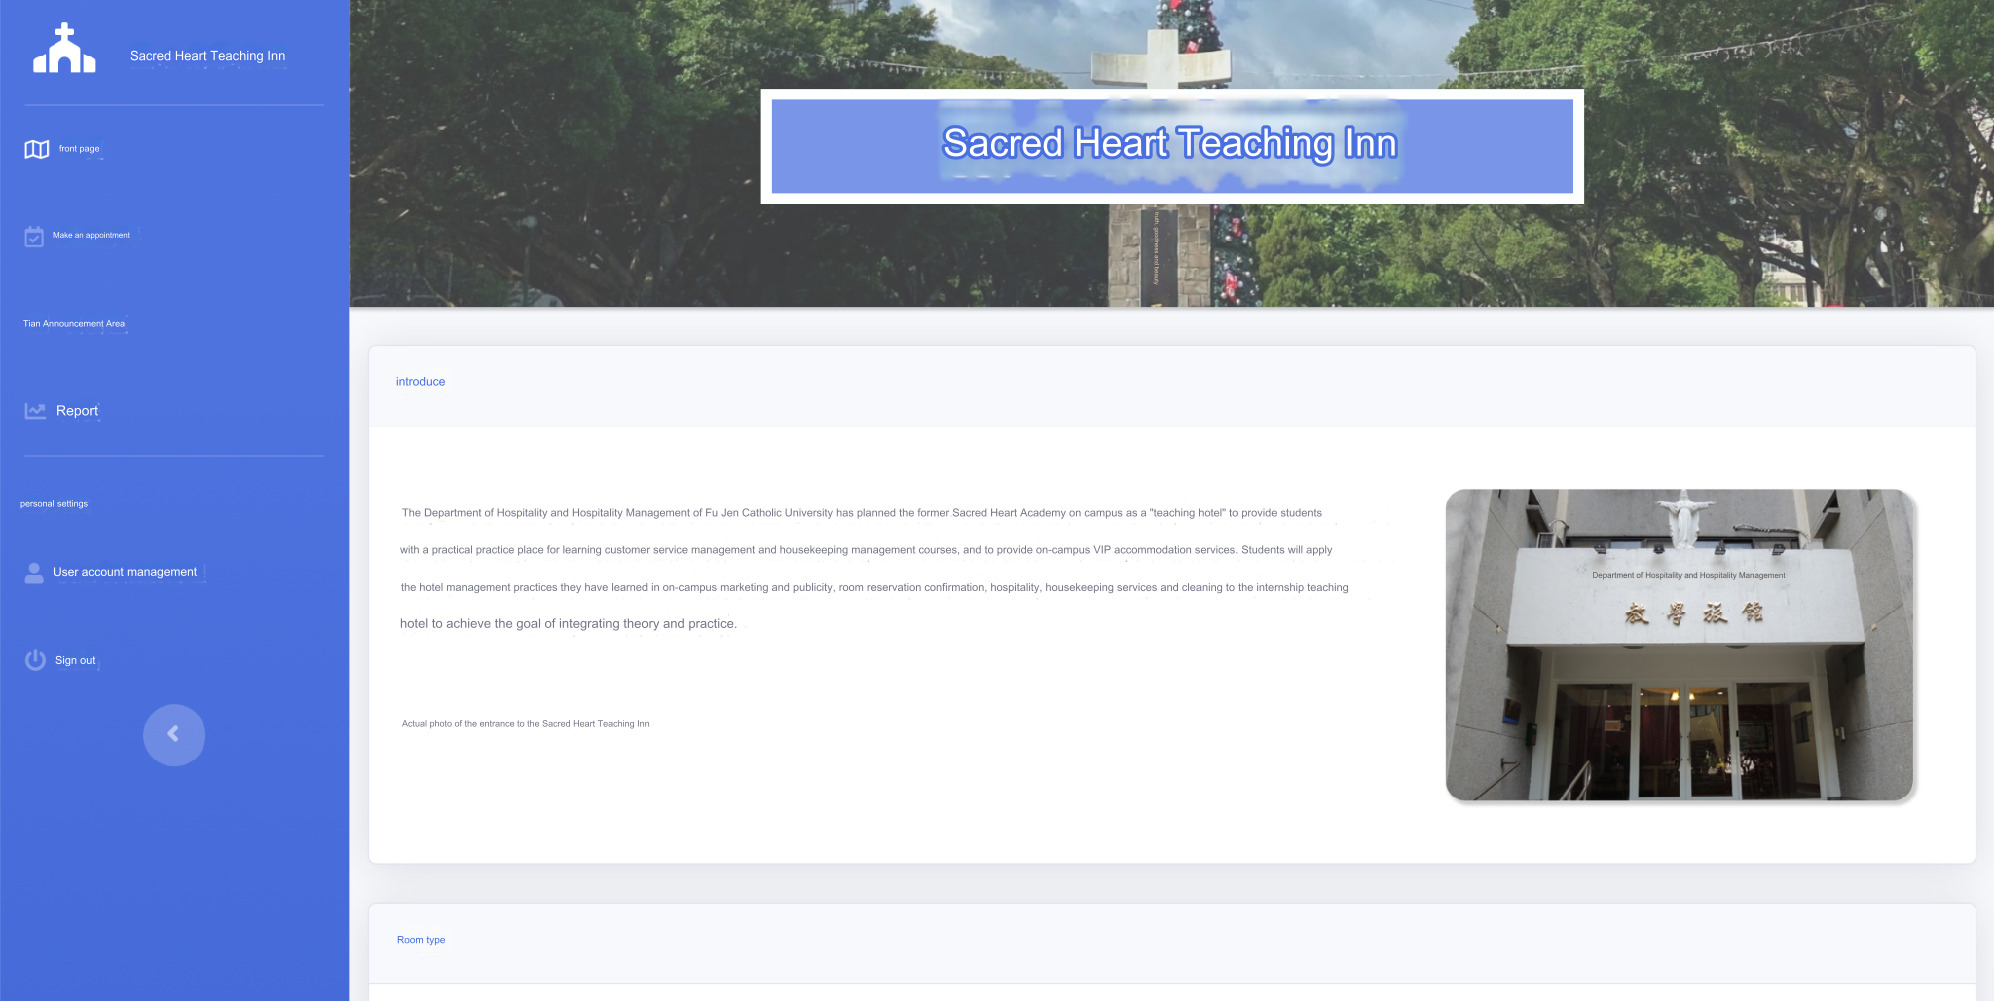 Sacred Heart Teaching Inn
front page
Make an appointment
Tian Announcement Area
Report
personal settings
User account management
Sign out
Sacred Heart Teaching Inn
truth, goodness and beauty
introduce
The Department of Hospitality and Hospitality Management of Fu Jen Catholic University has planned the former Sacred Heart Academy on campus as a "teaching hotel" to provide students
with a practical practice place for learning customer service management and housekeeping management courses, and to provide on-campus VIP accommodation services. Students will apply
the hotel management practices they have learned in on-campus marketing and publicity, room reservation confirmation, hospitality, housekeeping services and cleaning to the internship teaching
hotel to achieve the goal of integrating theory and practice.
Actual photo of the entrance to the Sacred Heart Teaching Inn
Department of Hospitality and Hospitality Management
教學旅館
Room type